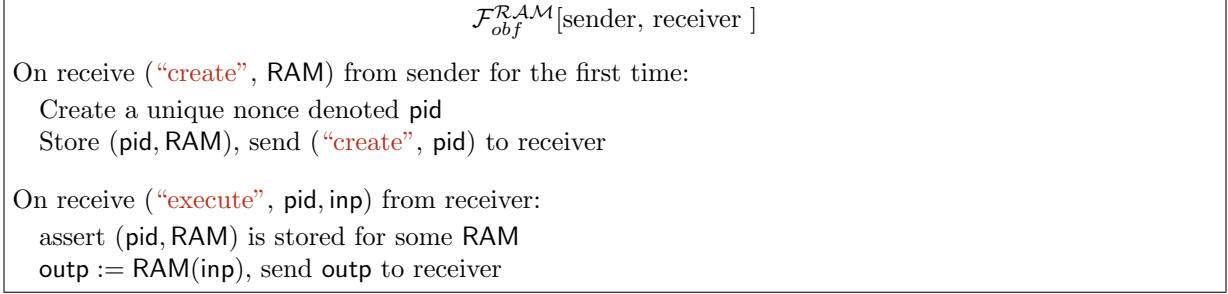 𝓕_{obf}^{𝓡𝓐𝓜}[sender, receiver ]
On receive (“create”, RAM) from sender for the first time:
Create a unique nonce denoted pid
Store (pid, RAM), send (“create”, pid) to receiver
On receive (“execute”, pid, inp) from receiver:
assert (pid, RAM) is stored for some RAM
outp := RAM(inp), send outp to receiver